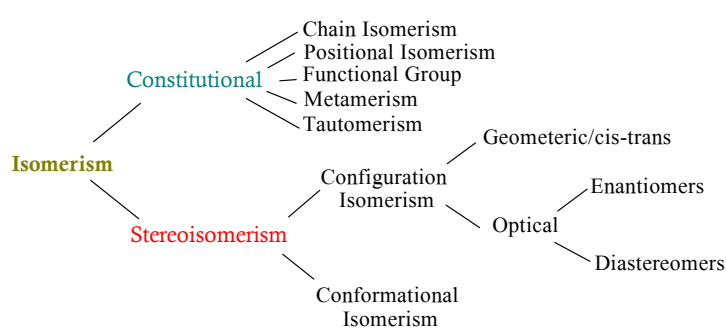 Chain Isomerism
Positional Isomerism
Functional Group
Metamerism
Tautomerism
Constitutional
Isomerism
Stereoisomerism
Configuration
Isomerism
Geometeric/cis-trans
Optical
Enantiomers
Diastereomers
Conformational
Isomerism